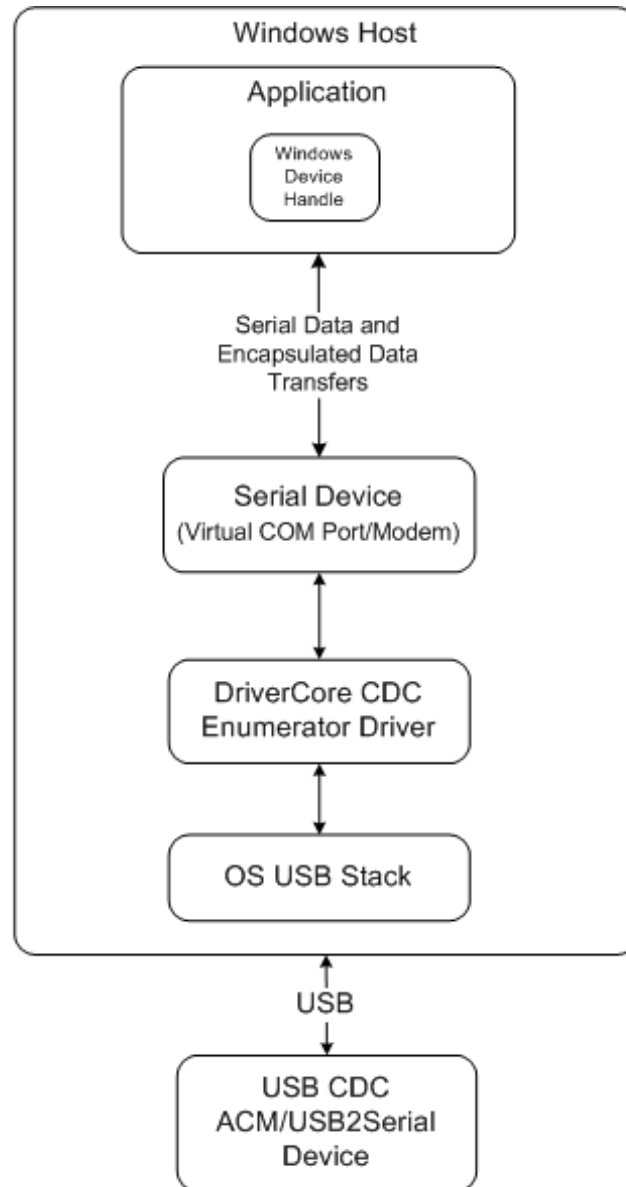 Windows Host
Application
Windows
Device
Handle
Serial Data and
Encapsulated Data
Transfers
Serial Device
(Virtual COM Port/Modem)
DriverCore CDC
Enumerator Driver
OS USB Stack
USB
USB CDC
ACM/USB2Serial
Device